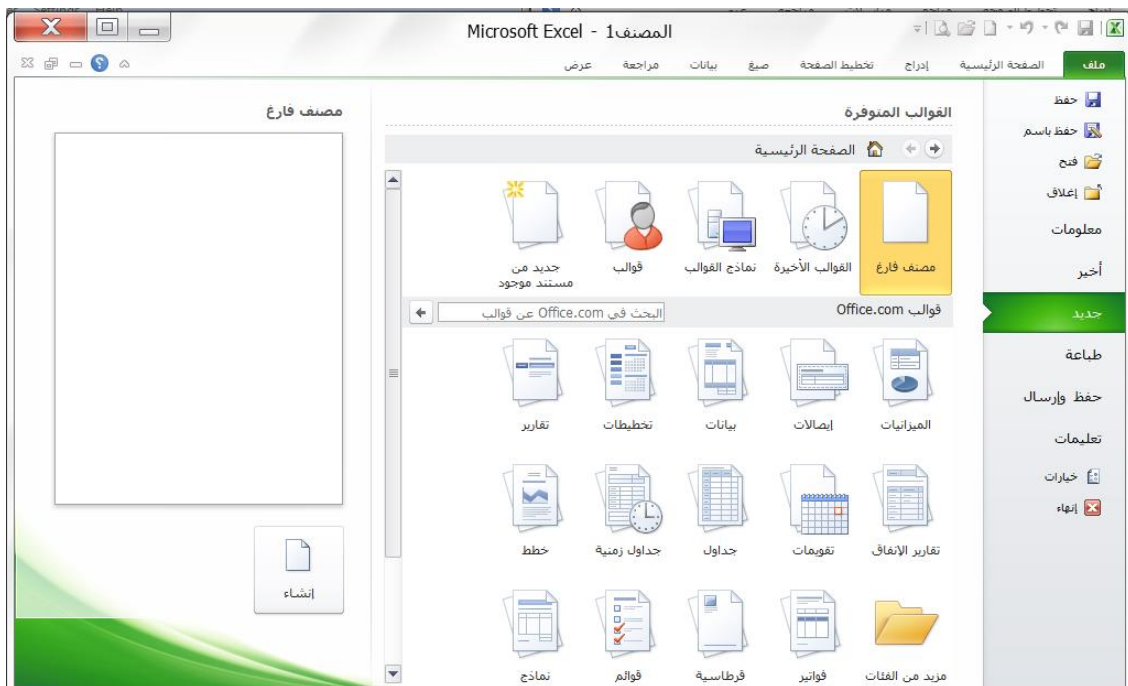 المصنف1 - Microsoft Excel
ملف
الصفحة الرئيسية
إدراج
تخطيط الصفحة
صيغ
بيانات
مراجعة
عرض
حفظ
حفظ باسم
فتح
إغلاق
معلومات
أخير
جديد
طباعة
حفظ وإرسال
تعليمات
خيارات
إنهاء
القوالب المتوفرة
الصفحة الرئيسية
مصنف فارغ
القوالب الأخيرة
نماذج القوالب
قوالب
جديد من
مستند موجود
قوالب Office.com
البحث في Office.com عن قوالب
الميزانيات
إيصالات
بيانات
تخطيطات
تقارير
تقارير الإنفاق
تقويمات
جداول
جداول زمنية
خطط
مزيد من الفئات
فواتير
قرطاسية
قوائم
نماذج
مصنف فارغ
إنشاء